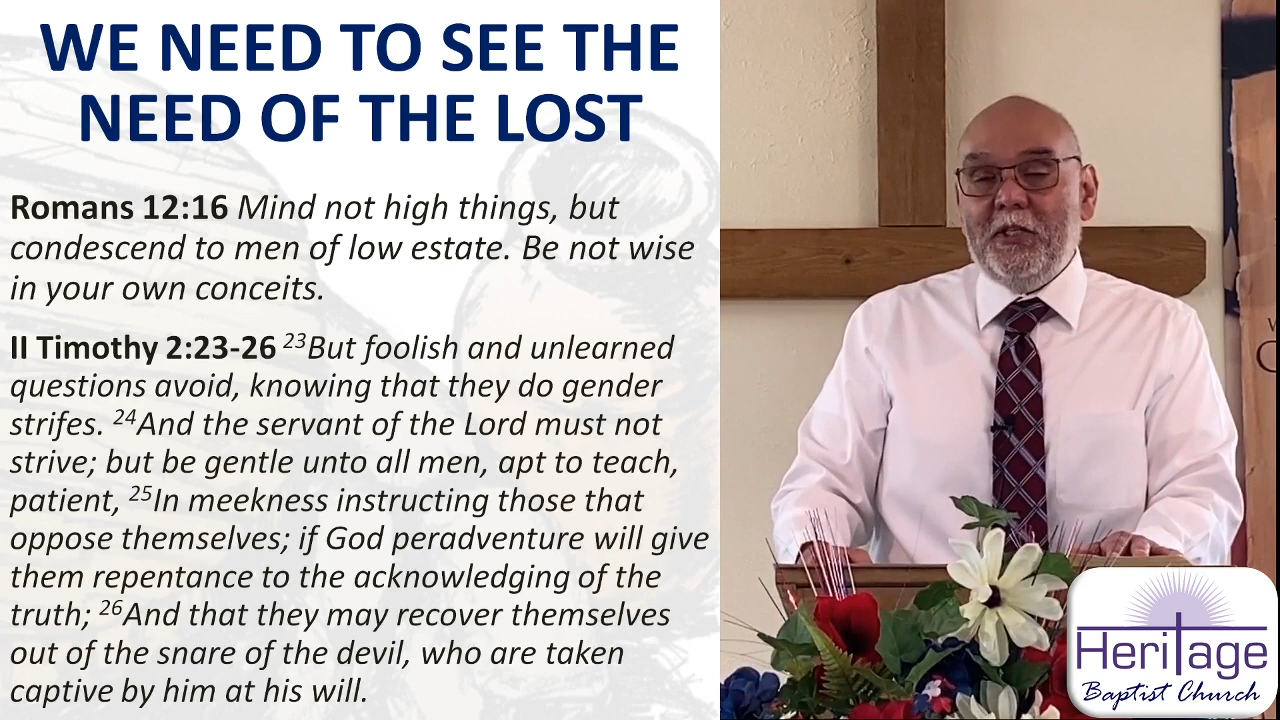 WE NEED TO SEE THE
NEED OF THE LOST
Romans 12:16 Mind not high things, but
condescend to men of low estate. Be not wise
in your own conceits.
II Timothy 2:23-26 23But foolish and unlearned
questions avoid, knowing that they do gender
strifes. 24And the servant of the Lord must not
strive; but be gentle unto all men, apt to teach,
patient, 25In meekness instructing those that
oppose themselves; if God peradventure will give
them repentance to the acknowledging of the
truth; 26And that they may recover themselves
out of the snare of the devil, who are taken
captive by him at his will.
Heritage
Baptist Church